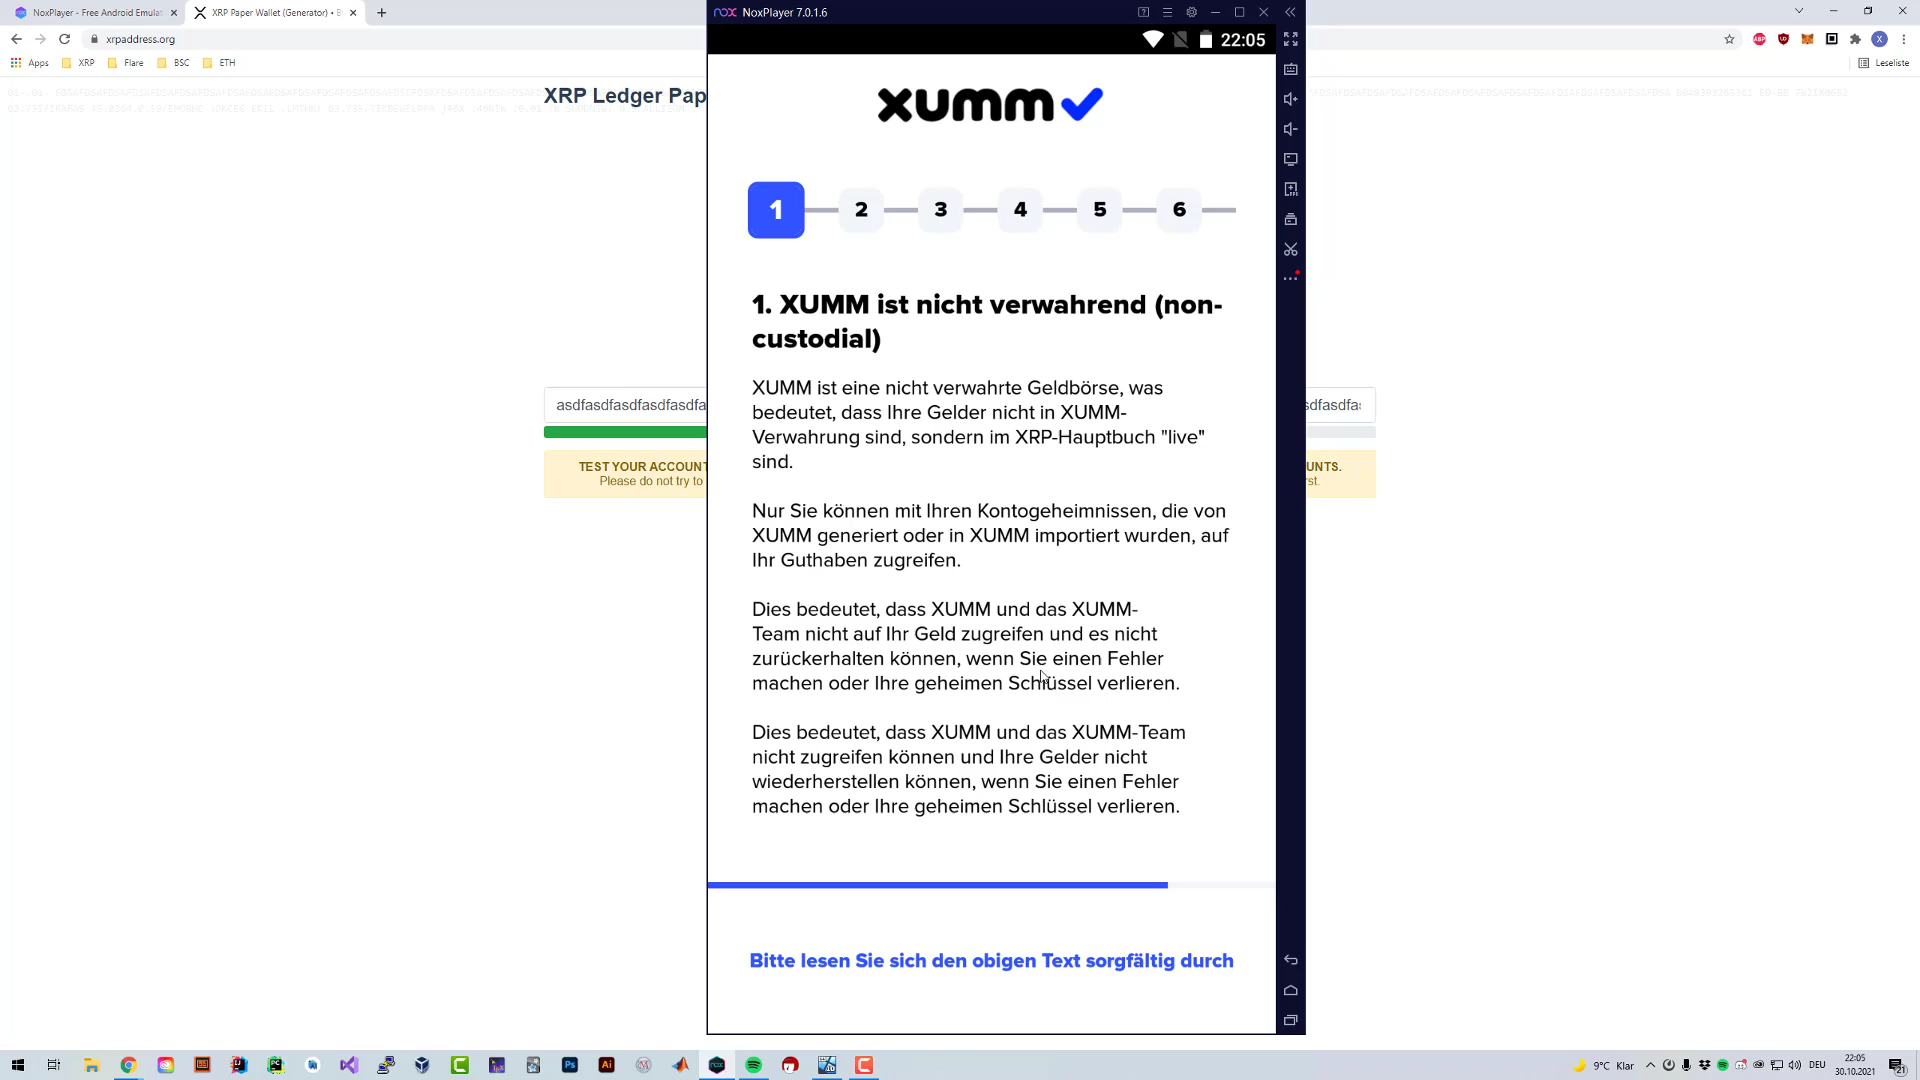 NoxPlayer - Free Android Emulat
XRP Paper Wallet (Generator) • B
xrpaddress.org
Apps
XRP
Flare
BSC
ETH
Leseliste
XRP Ledger Pap
asdfasdfasdfasdfasdfa
sdfasdfa
TEST YOUR ACCOUNT
UNTS.
Please do not try to
rst.
nox NoxPlayer 7.0.1.6
22:05
xumm
1
2
3
4
5
6
1. XUMM ist nicht verwahrend (non-
custodial)
XUMM ist eine nicht verwahrte Geldbörse, was
bedeutet, dass Ihre Gelder nicht in XUMM-
Verwahrung sind, sondern im XRP-Hauptbuch "live"
sind.
Nur Sie können mit Ihren Kontogeheimnissen, die von
XUMM generiert oder in XUMM importiert wurden, auf
Ihr Guthaben zugreifen.
Dies bedeutet, dass XUMM und das XUMM-
Team nicht auf Ihr Geld zugreifen und es nicht
zurückerhalten können, wenn Sie einen Fehler
machen oder Ihre geheimen Schlüssel verlieren.
Dies bedeutet, dass XUMM und das XUMM-Team
nicht zugreifen können und Ihre Gelder nicht
wiederherstellen können, wenn Sie einen Fehler
machen oder Ihre geheimen Schlüssel verlieren.
Bitte lesen Sie sich den obigen Text sorgfältig durch
9°C Klar
DEU
22:05
30.10.2021
21